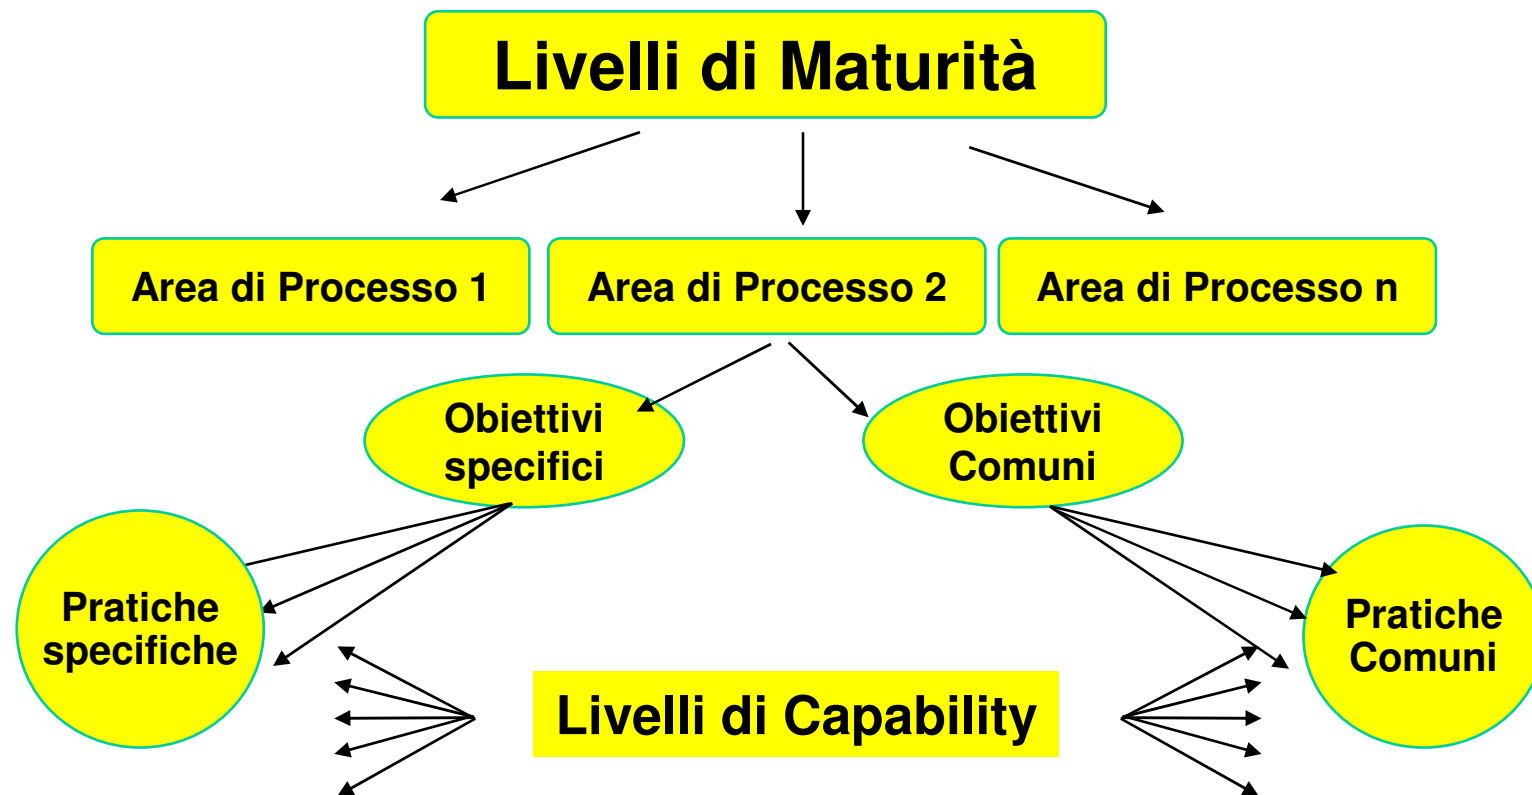 Livelli di Maturità
Area di Processo 1
Area di Processo 2
Area di Processo n
Obiettivi
specifici
Obiettivi
Comuni
Pratiche
specifiche
Pratiche
Comuni
Livelli di Capability